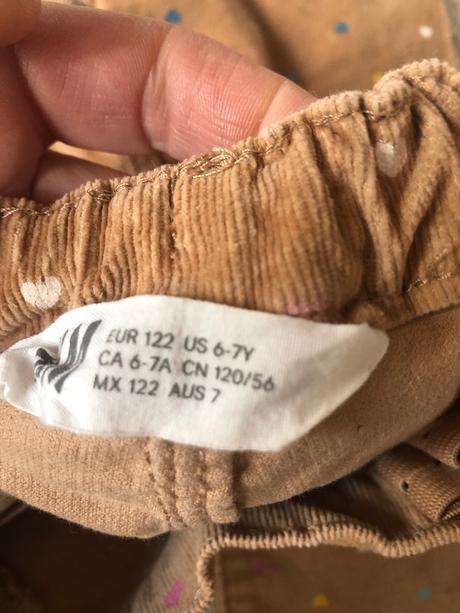 EUR 122 US 6-7Y
CA 6-7A CN 120/56
MX 122 AUS 7